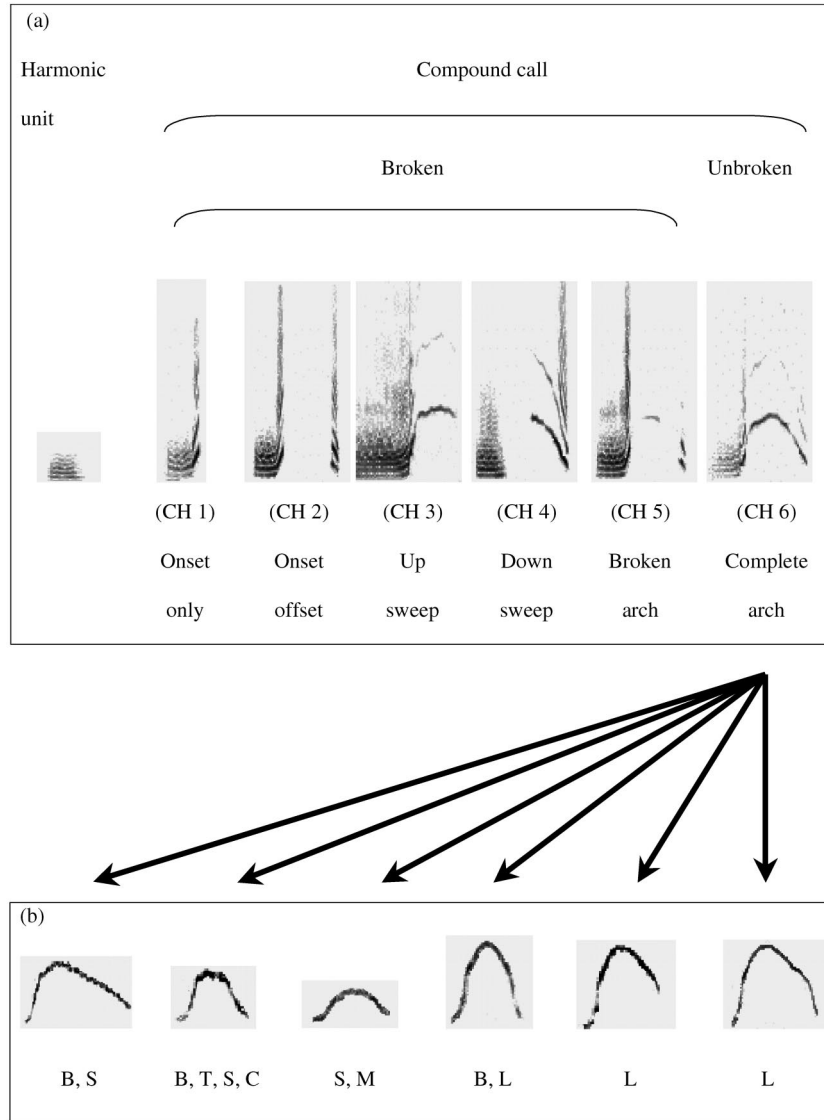 (a)
Harmonic unit
Compound call
Broken
Unbroken
(CH 1) (CH 2) (CH 3) (CH 4) (CH 5) (CH 6)
Onset Onset Up Down Broken Complete
only offset sweep sweep arch arch
(b)
B, S B, T, S, C S, M B, L L L